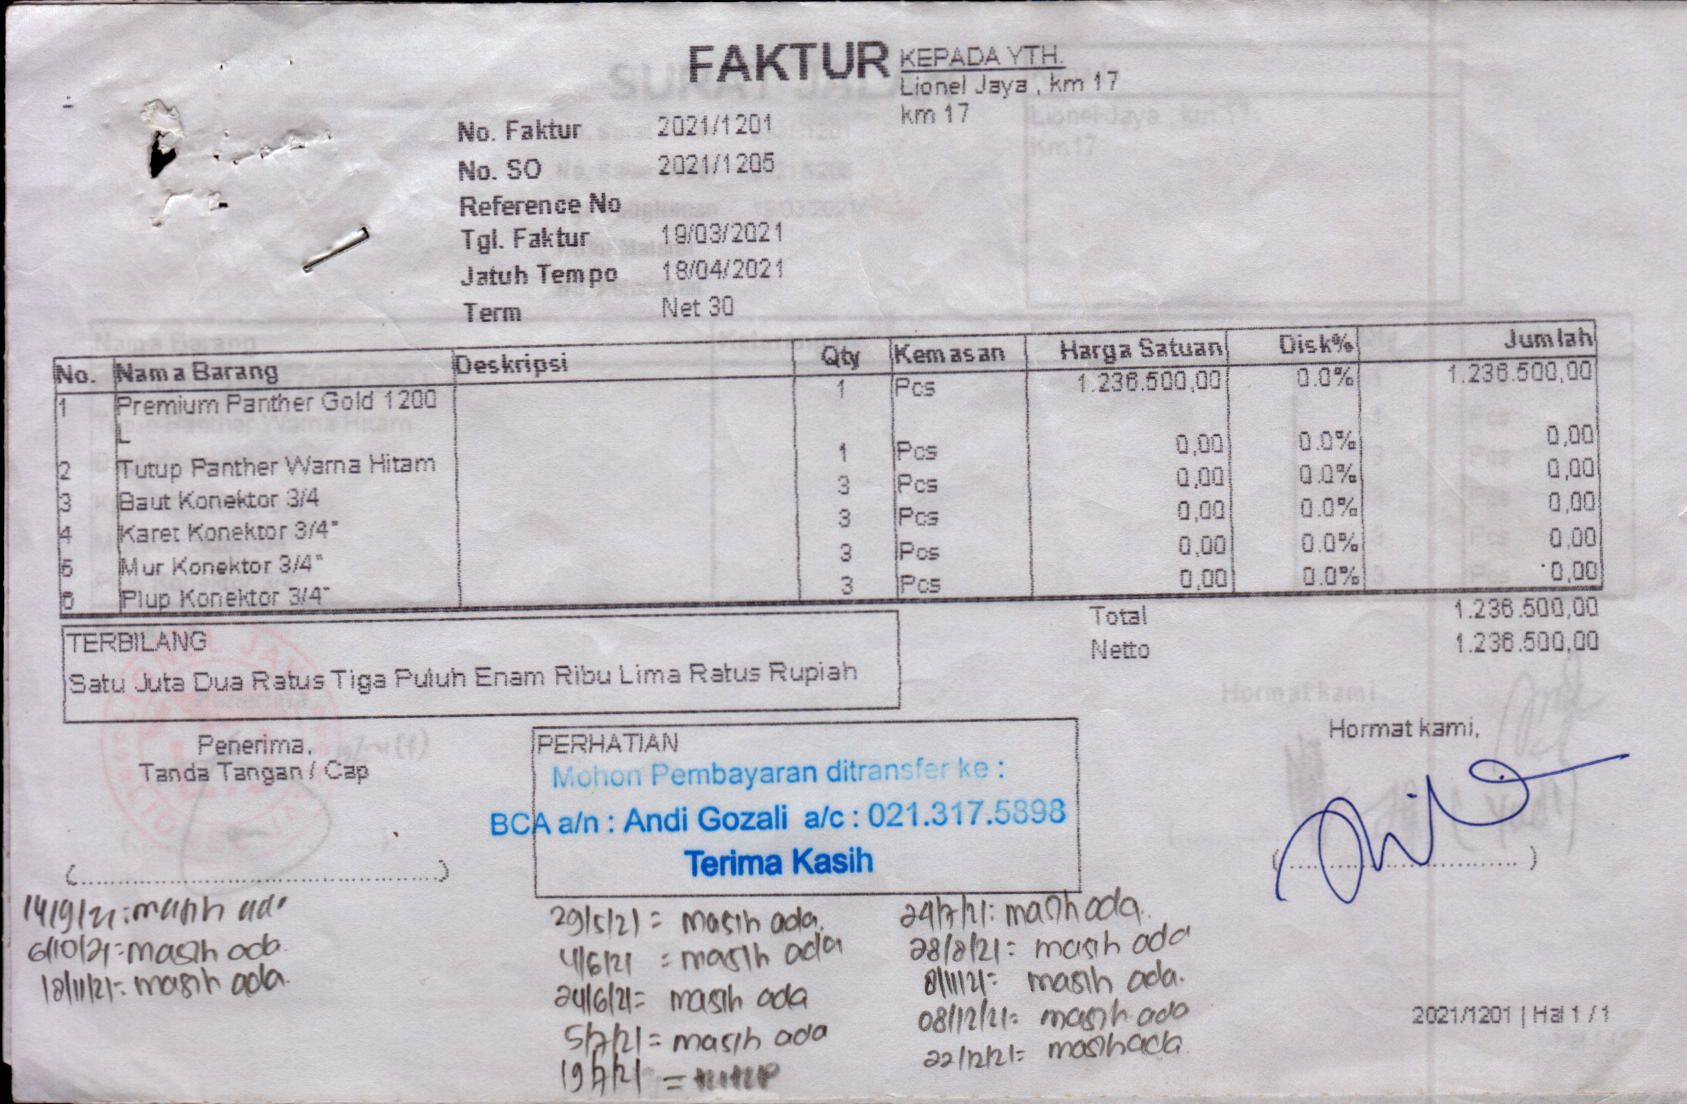 FAKTUR
KEPADA YTH.
Lionel Jaya , km 17
km 17
No. Faktur 2021/1201
No. SO 2021/1205
Reference No
Tgl. Faktur 19/03/2021
Jatuh Tempo 18/04/2021
Term Net 30
No. Nama Barang Deskripsi Qty Kemasan Harga Satuan Disk% Jumlah
1 Premium Panther Gold 1200 1 Pcs 1.236.500,00 0.0% 1.236.500,00
L
2 Tutup Panther Warna Hitam 1 Pcs 0,00 0.0% 0,00
3 Baut Konektor 3/4 3 Pcs 0,00 0.0% 0,00
4 Karet Konektor 3/4" 3 Pcs 0,00 0.0% 0,00
5 Mur Konektor 3/4" 3 Pcs 0,00 0.0% 0,00
6 Plup Konektor 3/4" 3 Pcs 0,00 0.0% 0,00
Total 1.236.500,00
Netto 1.236.500,00
TERBILANG
Satu Juta Dua Ratus Tiga Puluh Enam Ribu Lima Ratus Rupiah
Penerima,
Tanda Tangan / Cap
(..........................................)
PERHATIAN
Mohon Pembayaran ditransfer ke :
BCA a/n : Andi Gozali a/c : 021.317.5898
Terima Kasih
Hormat kami,
(..............................)
14/9/21: masih ada
6/10/21= masih ada.
18/11/21= masih ada.
29/5/21 = masih ada.
4/6/21 = masih ada
24/6/21= masih ada
5/7/21 = masih ada
19/7/21 =
24/7/21: masih ada.
28/8/21= masih ada
8/11/21= masih ada.
08/12/21= masih ada
22/12/21= masih ada.
2021/1201 | Hal 1 / 1